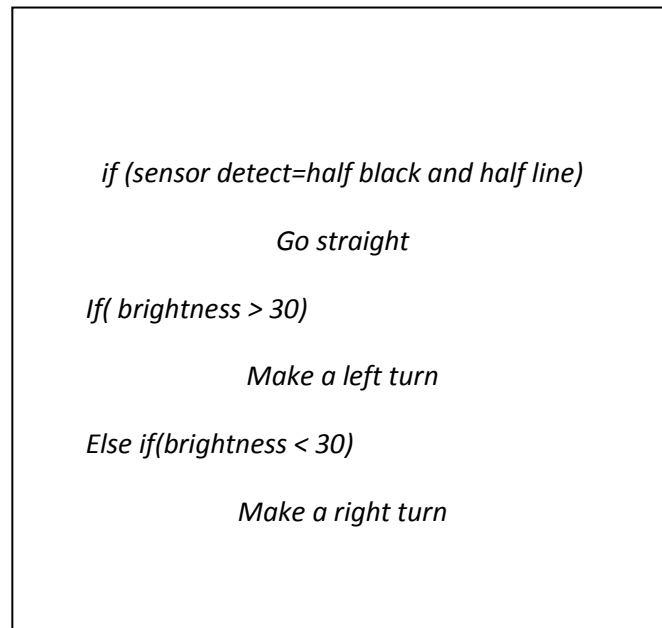 if (sensor detect=half black and half line)
Go straight
If( brightness > 30)
Make a left turn
Else if(brightness < 30)
Make a right turn